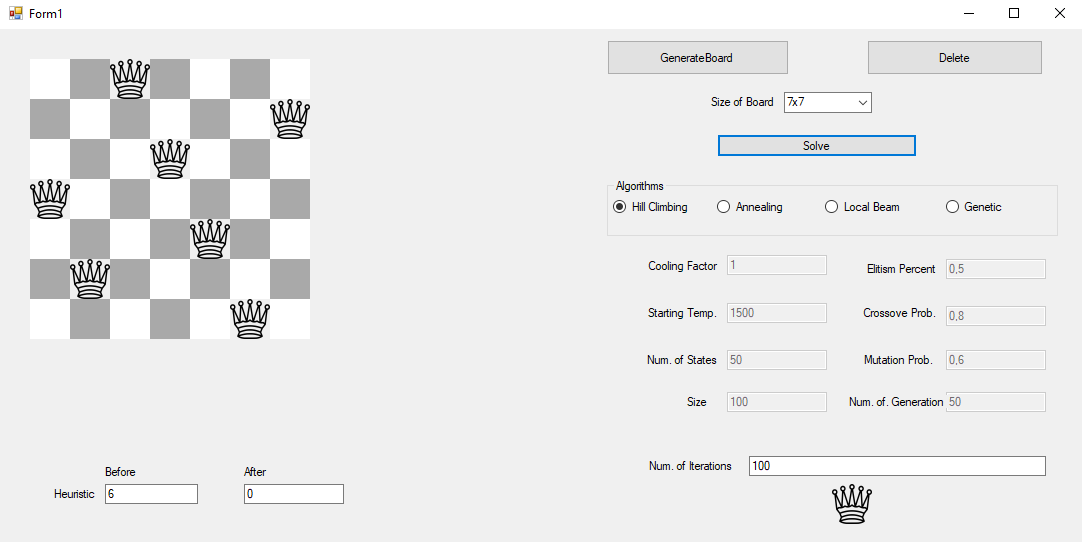 Form1
GenerateBoard
Delete
Size of Board
7x7
Solve
Algorithms
Hill Climbing
Annealing
Local Beam
Genetic
Cooling Factor
1
Elitism Percent
0,5
Starting Temp.
1500
Crossove Prob.
0,8
Num. of States
50
Mutation Prob.
0,6
Size
100
Num. of. Generation
50
Num. of Iterations
100
Before
After
Heuristic
6
0